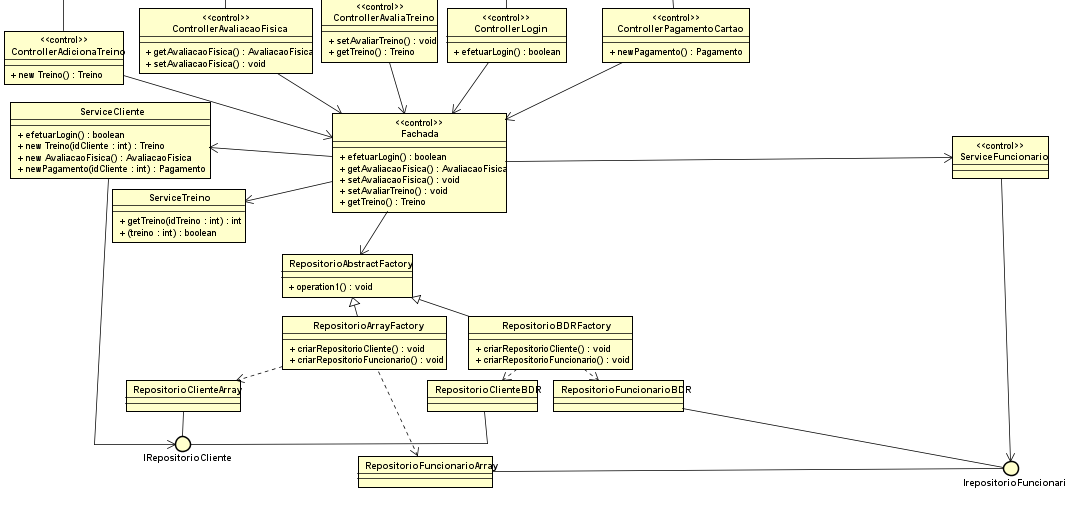 <<control>>
ControllerAdicionaTreino
+ new Treino() : Treino
<<control>>
ControllerAvaliacaoFisica
+ getAvaliacaoFisica() : AvaliacaoFisica
+ setAvaliacaoFisica() : void
<<control>>
ControllerAvaliaTreino
+ setAvaliarTreino() : void
+ getTreino() : Treino
<<control>>
ControllerLogin
+ efetuarLogin() : boolean
<<control>>
ControllerPagamentoCartao
+ newPagamento() : Pagamento
ServiceCliente
+ efetuarLogin() : boolean
+ new Treino(idCliente : int) : Treino
+ new AvaliacaoFisica() : AvaliacaoFisica
+ newPagamento(idCliente : int) : Pagamento
<<control>>
Fachada
+ efetuarLogin() : boolean
+ getAvaliacaoFisica() : AvaliacaoFisica
+ setAvaliacaoFisica() : void
+ setAvaliarTreino() : void
+ getTreino() : Treino
<<control>>
ServiceFuncionario
ServiceTreino
+ getTreino(idTreino : int) : int
+ (treino : int) : boolean
RepositorioAbstractFactory
+ operation1() : void
RepositorioArrayFactory
+ criarRepositorioCliente() : void
+ criarRepositorioFuncionario() : void
RepositorioBDRFactory
+ criarRepositorioCliente() : void
+ criarRepositorioFuncionario() : void
RepositorioClienteArray
RepositorioClienteBDR
RepositorioFuncionarioBDR
IRepositorioCliente
RepositorioFuncionarioArray
IrepositorioFuncionari